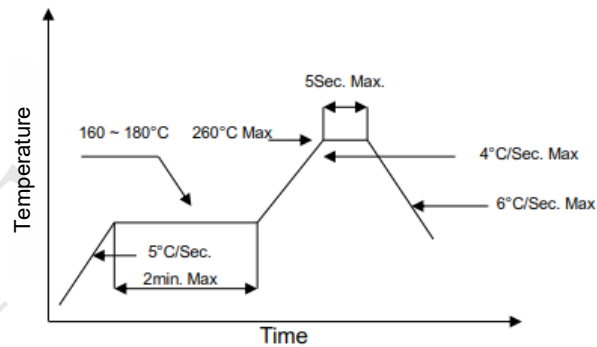 5Sec. Max.
160 ~ 180°C
260°C Max
4°C/Sec. Max
6°C/Sec. Max
5°C/Sec.
2min. Max
Temperature
Time